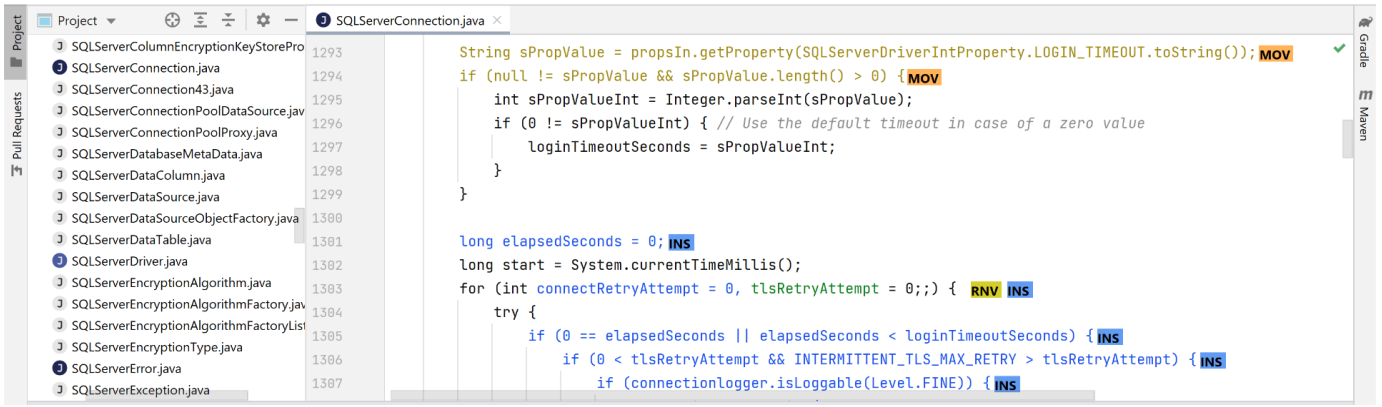 Project
SQLServerConnection.java
Project
Pull Requests
SQLServerColumnEncryptionKeyStorePro
SQLServerConnection.java
SQLServerConnection43.java
SQLServerConnectionPoolDataSource.jav
SQLServerConnectionPoolProxy.java
SQLServerDatabaseMetaData.java
SQLServerDataColumn.java
SQLServerDataSource.java
SQLServerDataSourceObjectFactory.java
SQLServerDataTable.java
SQLServerDriver.java
SQLServerEncryptionAlgorithm.java
SQLServerEncryptionAlgorithmFactory.jav
SQLServerEncryptionAlgorithmFactoryList
SQLServerEncryptionType.java
SQLServerError.java
SQLServerException.java
1293 String sPropValue = propsIn.getProperty(SQLServerDriverIntProperty.LOGIN_TIMEOUT.toString()); MOV
1294 if (null != sPropValue && sPropValue.length() > 0) { MOV
1295 int sPropValueInt = Integer.parseInt(sPropValue);
1296 if (0 != sPropValueInt) { // Use the default timeout in case of a zero value
1297 loginTimeoutSeconds = sPropValueInt;
1298 }
1299 }
1300
1301 long elapsedSeconds = 0; INS
1302 long start = System.currentTimeMillis();
1303 for (int connectRetryAttempt = 0, tlsRetryAttempt = 0;;) { RNV INS
1304 try {
1305 if (0 == elapsedSeconds || elapsedSeconds < loginTimeoutSeconds) { INS
1306 if (0 < tlsRetryAttempt && INTERMITTENT_TLS_MAX_RETRY > tlsRetryAttempt) { INS
1307 if (connectionlogger.isLoggable(Level.FINE)) { INS
Gradle
m Maven